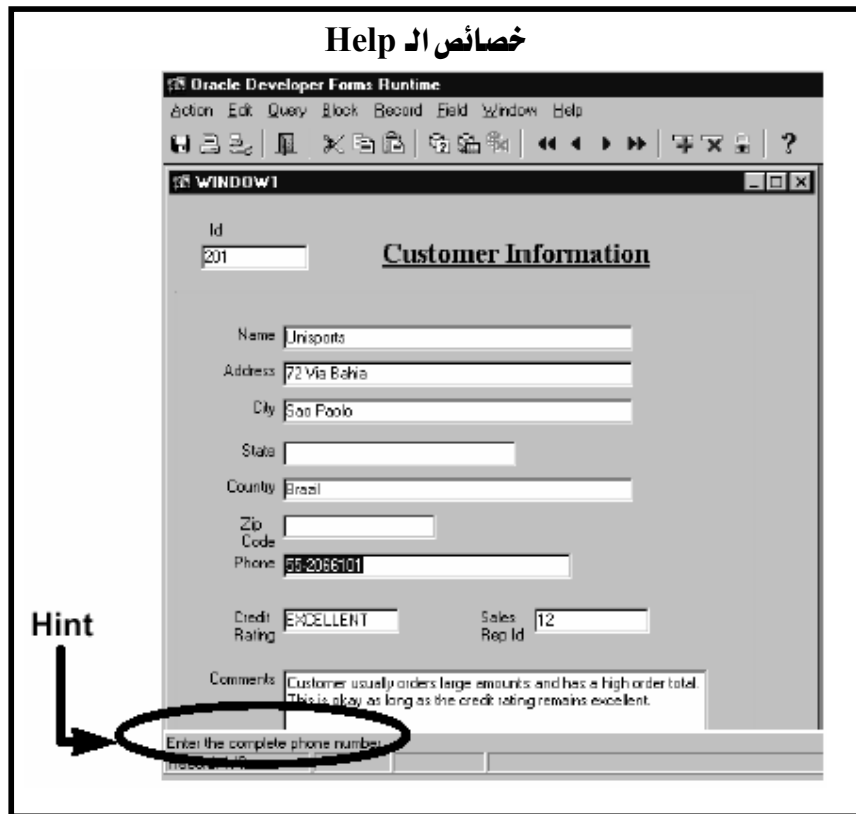 خصائص الـ Help
Oracle Developer Forms Runtime
Action Edit Query Block Record Field Window Help
WINDOW1
Id
201
Customer Information
Name Unisports
Address 72 Via Bahia
City Sao Paolo
State
Country Brazil
Zip
Code
Phone 55-2066101
Credit
Rating
EXCELLENT
Sales
Rep Id
12
Hint
Comments
Customer usually orders large amounts and has a high order total.
This is okay as long as the credit rating remains excellent.
Enter the complete phone number